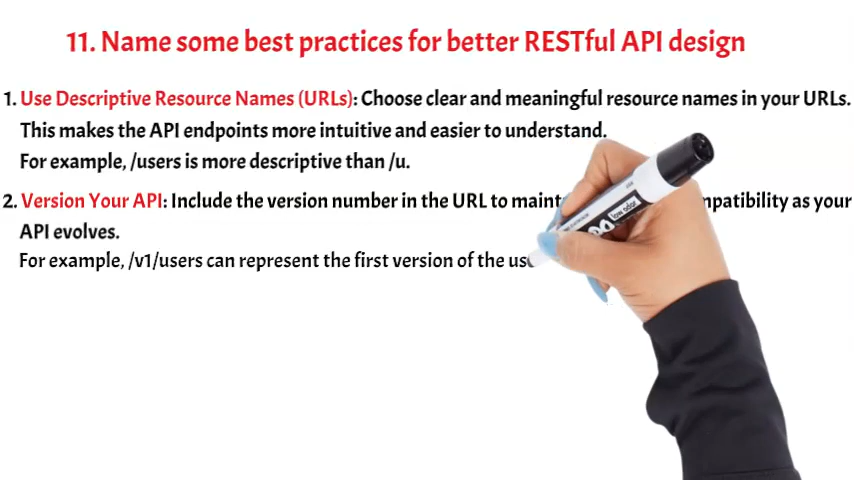 11. Name some best practices for better RESTful API design
1. Use Descriptive Resource Names (URLs): Choose clear and meaningful resource names in your URLs.
This makes the API endpoints more intuitive and easier to understand.
For example, /users is more descriptive than /u.
2. Version Your API: Include the version number in the URL to as your
API evolves.
For example, /v1/users can represent the first version of the
low odor